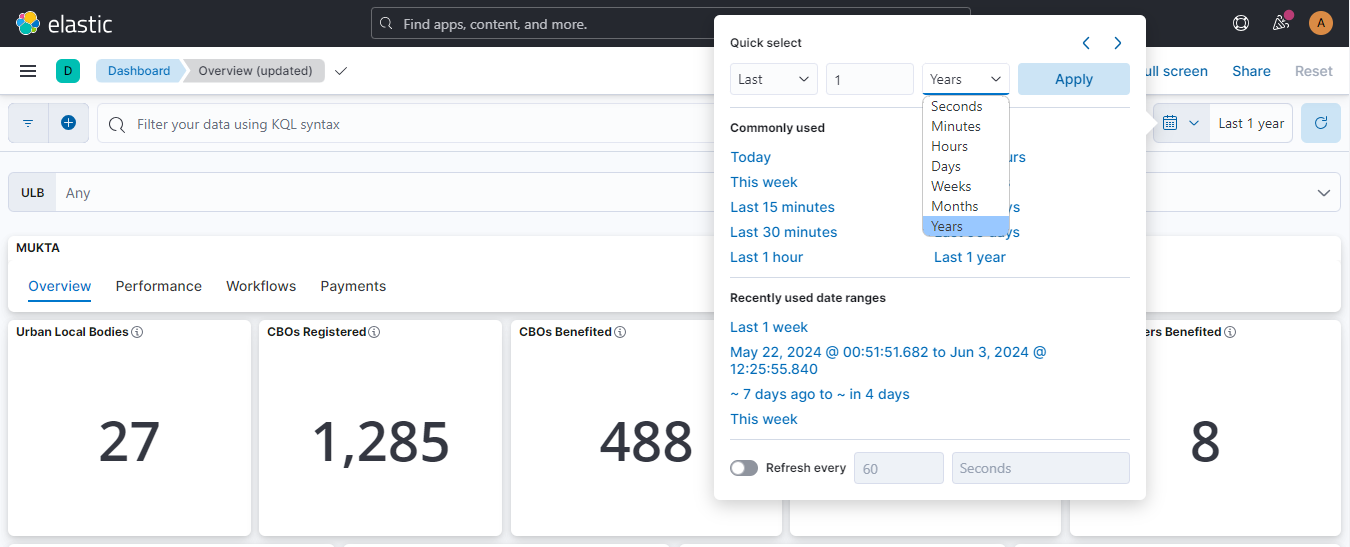 elastic
Find apps, content, and more.
A
D
Dashboard
Overview (updated)
ull screen
Share
Reset
Quick select
Last
1
Years
Apply
Seconds
Minutes
Hours
Days
Weeks
Months
Years
Filter your data using KQL syntax
Last 1 year
Commonly used
Today
This week
Last 15 minutes
Last 30 minutes
Last 1 hour
Last 1 year
ULB
Any
MUKTA
Overview
Performance
Workflows
Payments
Recently used date ranges
Last 1 week
May 22, 2024 @ 00:51:51.682 to Jun 3, 2024 @
12:25:55.840
~ 7 days ago to ~ in 4 days
This week
Refresh every
60
Seconds
Urban Local Bodies
27
CBOs Registered
1,285
CBOs Benefited
488
ers Benefited
8